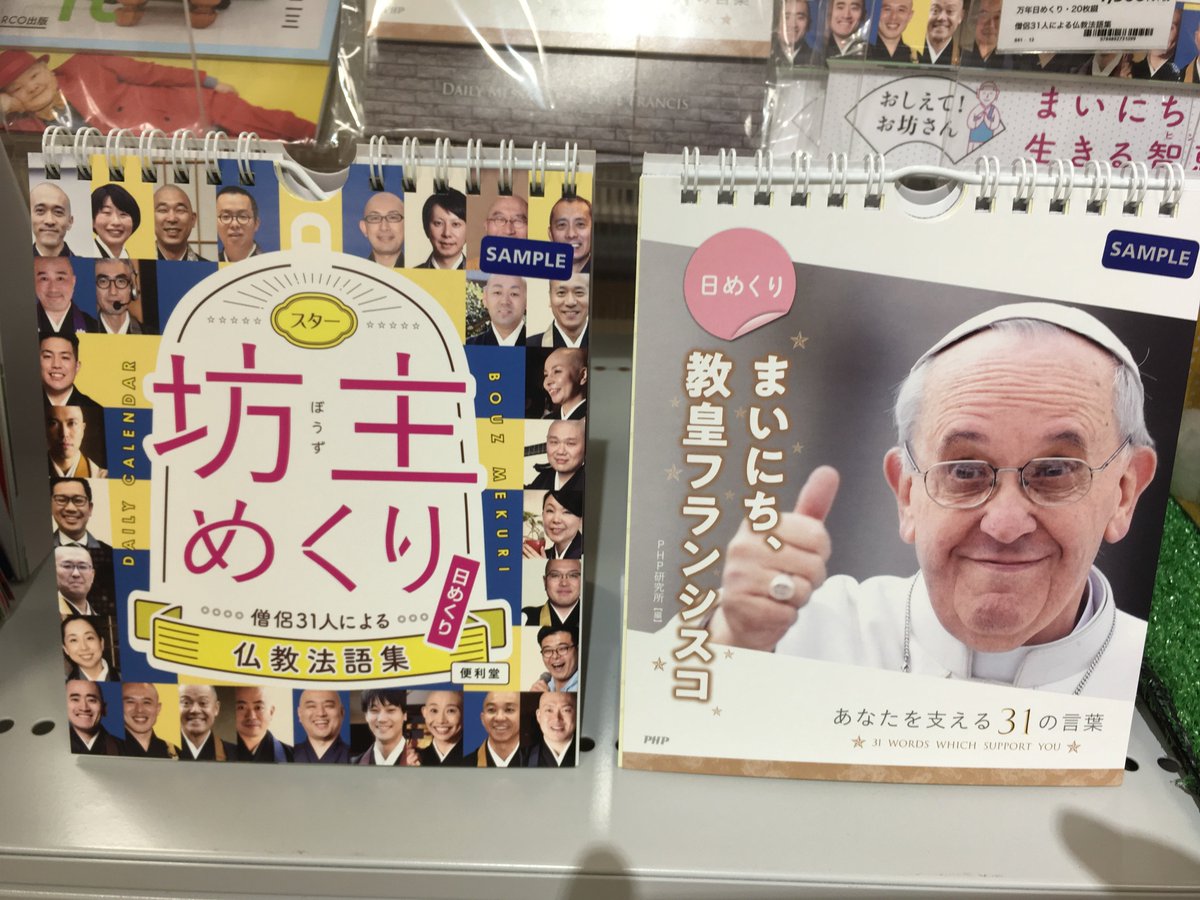 RCO出版
DAILY
FRANCIS
万年日めくり・20枚綴
僧侶31人による仏教法語集
おしえて!
お坊さん
まいにち
生きる智
SAMPLE
スター
坊主
ぼうず
めくり
日めくり
DAILY CALENDAR
BOUZ MEKURI
僧侶31人による
仏教法語集
便利堂
SAMPLE
日めくり
まいにち、
教皇フランシスコ
PHP研究所[編]
あなたを支える31の言葉
31 WORDS WHICH SUPPORT YOU
PHP